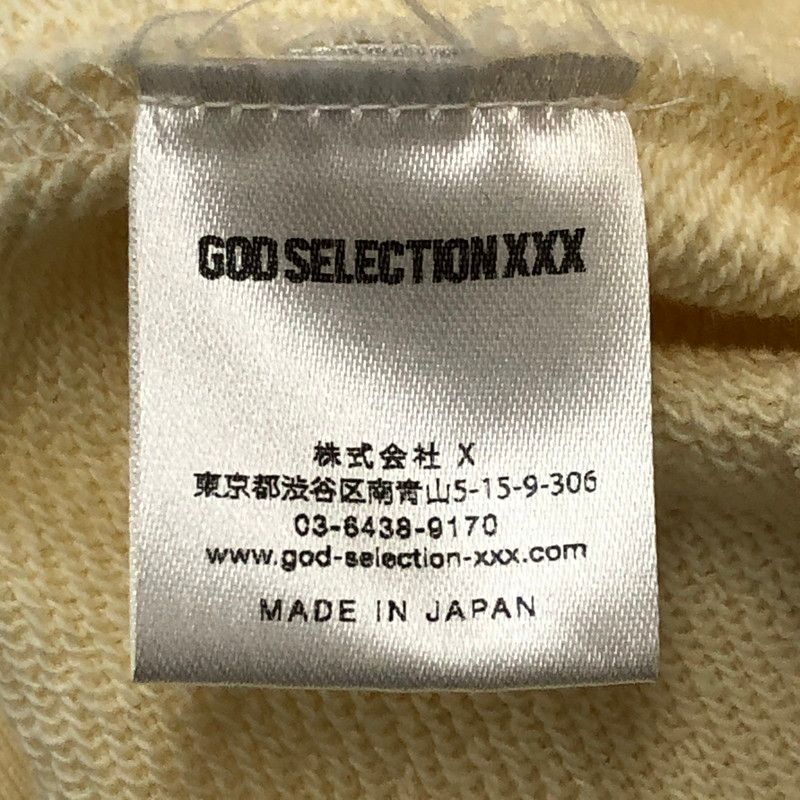 GOD SELECTION XXX
株式会社 X
東京都渋谷区南青山5-15-9-306
03-6438-9170
www.god-selection-xxx.com
MADE IN JAPAN